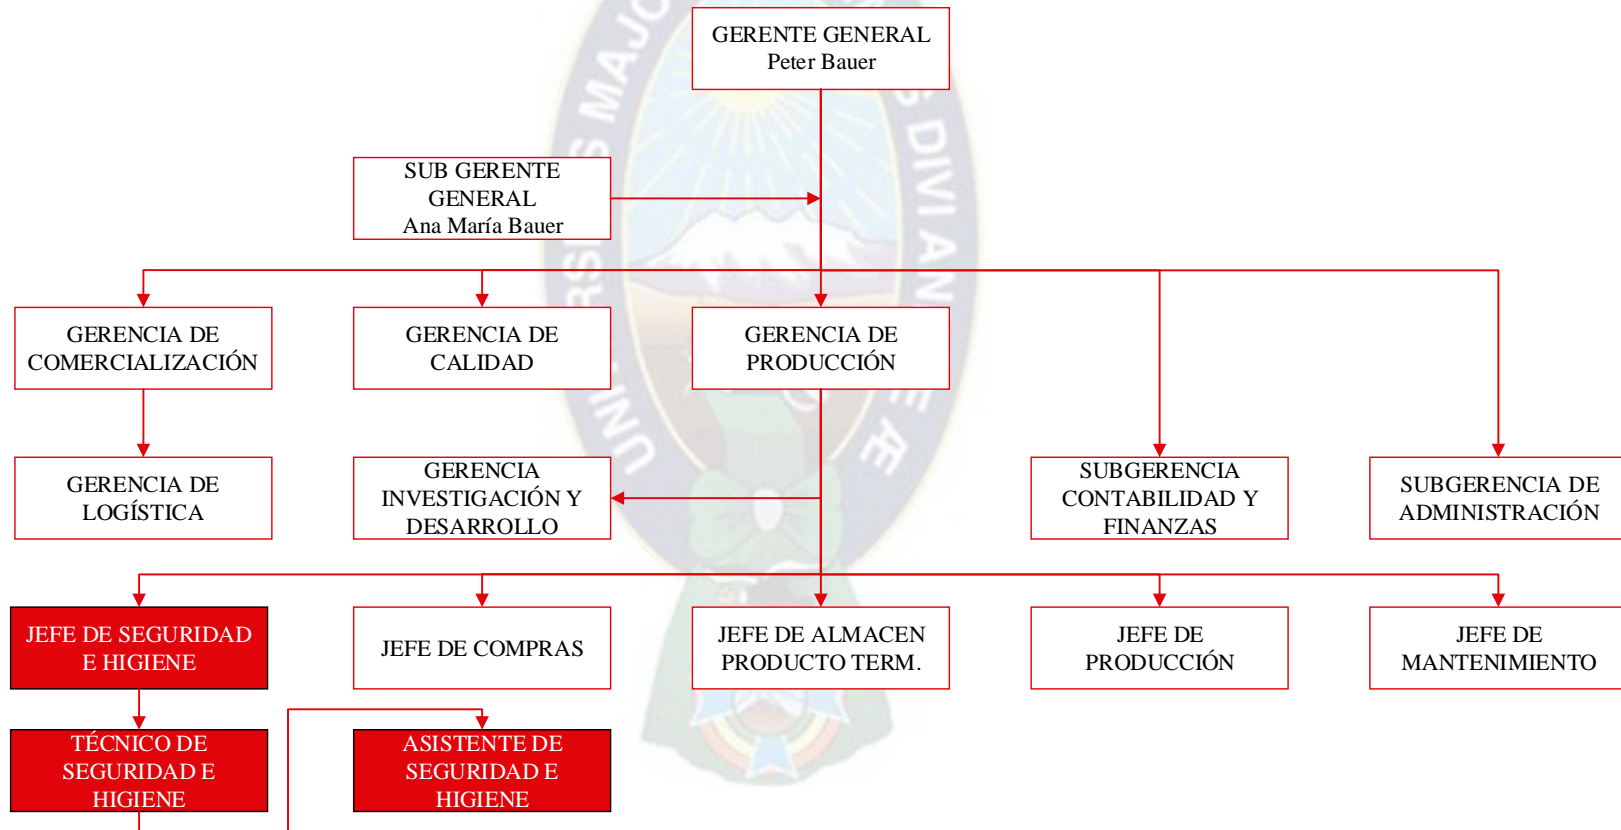 GERENTE GENERAL
Peter Bauer
SUB GERENTE
GENERAL
Ana María Bauer
GERENCIA DE
COMERCIALIZACIÓN
GERENCIA DE
CALIDAD
GERENCIA DE
PRODUCCIÓN
GERENCIA DE
LOGÍSTICA
GERENCIA
INVESTIGACIÓN Y
DESARROLLO
SUBGERENCIA
CONTABILIDAD Y
FINANZAS
SUBGERENCIA DE
ADMINISTRACIÓN
JEFE DE SEGURIDAD
E HIGIENE
JEFE DE COMPRAS
JEFE DE ALMACEN
PRODUCTO TERM.
JEFE DE
PRODUCCIÓN
JEFE DE
MANTENIMIENTO
TÉCNICO DE
SEGURIDAD E
HIGIENE
ASISTENTE DE
SEGURIDAD E
HIGIENE